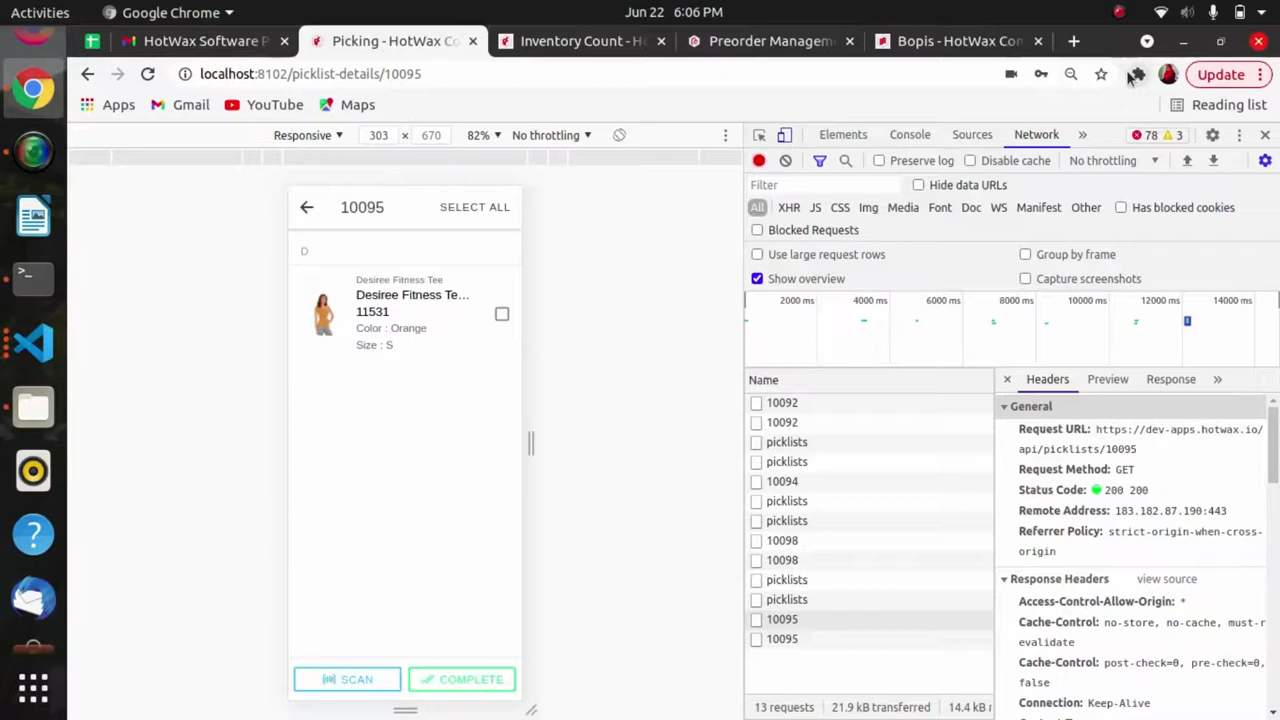 Activities
Google Chrome
Jun 22 6:06 PM
HotWax Software P
Picking - HotWax Co
Inventory Count - H
Preorder Managem
Bopis - HotWax Con
localhost:8102/picklist-details/10095
Update
Apps
Gmail
YouTube
Maps
Reading list
Responsive
303 x 670
82%
No throttling
Elements
Console
Sources
Network
78
3
Preserve log
Disable cache
No throttling
Filter
Hide data URLs
All XHR JS CSS Img Media Font Doc WS Manifest Other
Has blocked cookies
Blocked Requests
Use large request rows
Group by frame
Show overview
Capture screenshots
2000 ms 4000 ms 6000 ms 8000 ms 10000 ms 12000 ms 14000 ms
10095
SELECT ALL
D
Desiree Fitness Tee
Desiree Fitness Te...
11531
Color : Orange
Size : S
SCAN
COMPLETE
Name
10092
10092
picklists
picklists
10094
picklists
picklists
10098
10098
picklists
picklists
10095
10095
13 requests
21.9 kB transferred
14.4 kB r
Headers
Preview
Response
General
Request URL: https://dev-apps.hotwax.io/
api/picklists/10095
Request Method: GET
Status Code: 200 200
Remote Address: 183.182.87.190:443
Referrer Policy: strict-origin-when-cross-
origin
Response Headers
view source
Access-Control-Allow-Origin: *
Cache-Control: no-store, no-cache, must-r
evalidate
Cache-Control: post-check=0, pre-check=0,
false
Connection: Keep-Alive